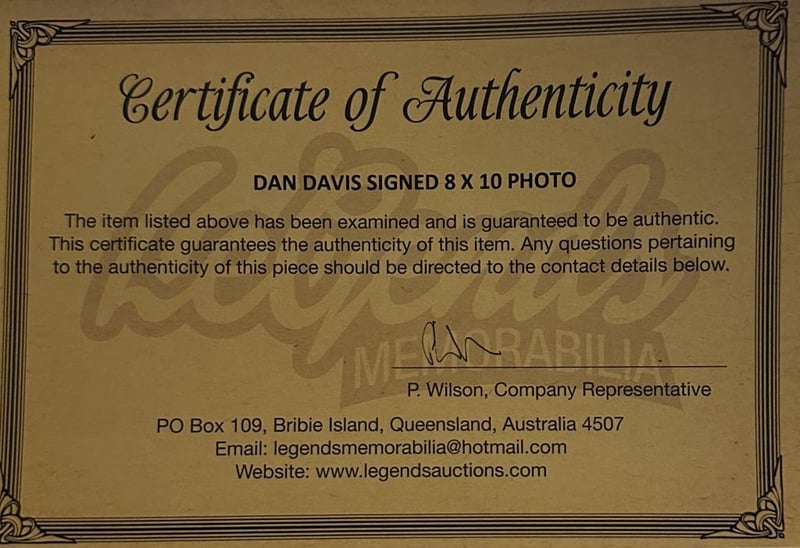 Certificate of Authenticity
DAN DAVIS SIGNED 8 X 10 PHOTO
The item listed above has been examined and is guaranteed to be authentic.
This certificate guarantees the authenticity of this item. Any questions pertaining
to the authenticity of this piece should be directed to the contact details below.
Legends
MEMORABILIA
P. Wilson, Company Representative
PO Box 109, Bribie Island, Queensland, Australia 4507
Email: legendsmemorabilia@hotmail.com
Website: www.legendsauctions.com